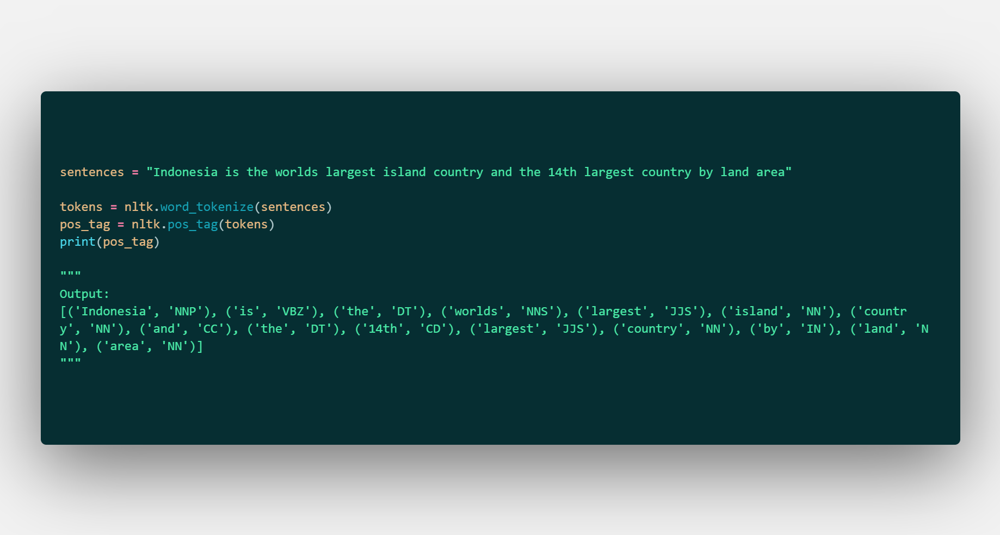 sentences = "Indonesia is the worlds largest island country and the 14th largest country by land area"
tokens = nltk.word_tokenize(sentences)
pos_tag = nltk.pos_tag(tokens)
print(pos_tag)
"""
Output:
[('Indonesia', 'NNP'), ('is', 'VBZ'), ('the', 'DT'), ('worlds', 'NNS'), ('largest', 'JJS'), ('island', 'NN'), ('countr
y', 'NN'), ('and', 'CC'), ('the', 'DT'), ('14th', 'CD'), ('largest', 'JJS'), ('country', 'NN'), ('by', 'IN'), ('land', 'N
N'), ('area', 'NN')]
"""